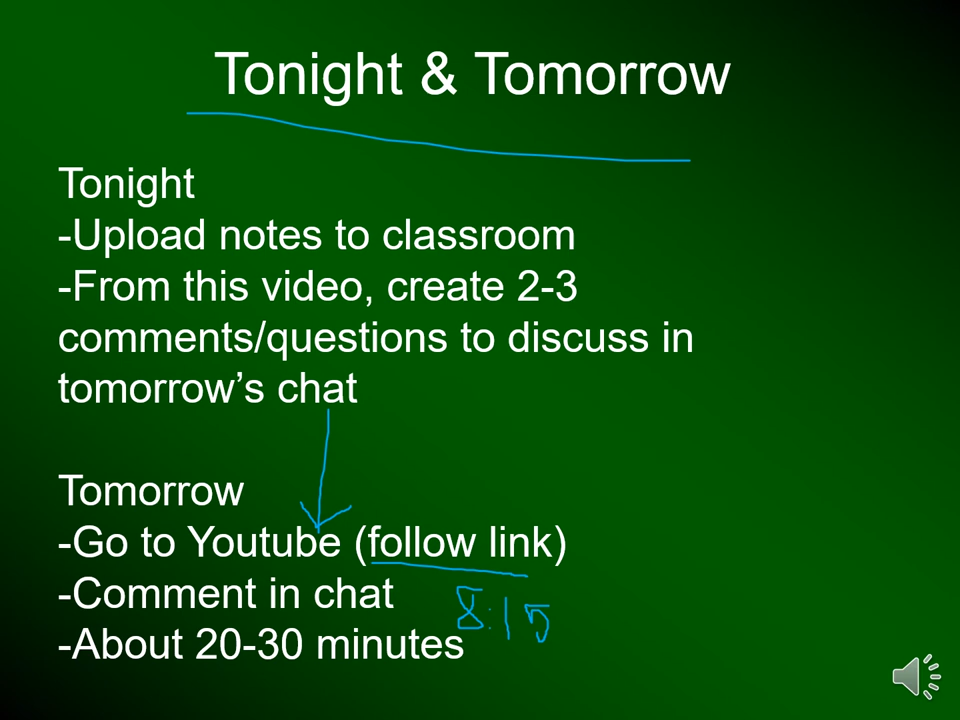 Tonight & Tomorrow
Tonight
-Upload notes to classroom
-From this video, create 2-3
comments/questions to discuss in
tomorrow’s chat
Tomorrow
-Go to Youtube (follow link)
-Comment in chat
8:15
-About 20-30 minutes